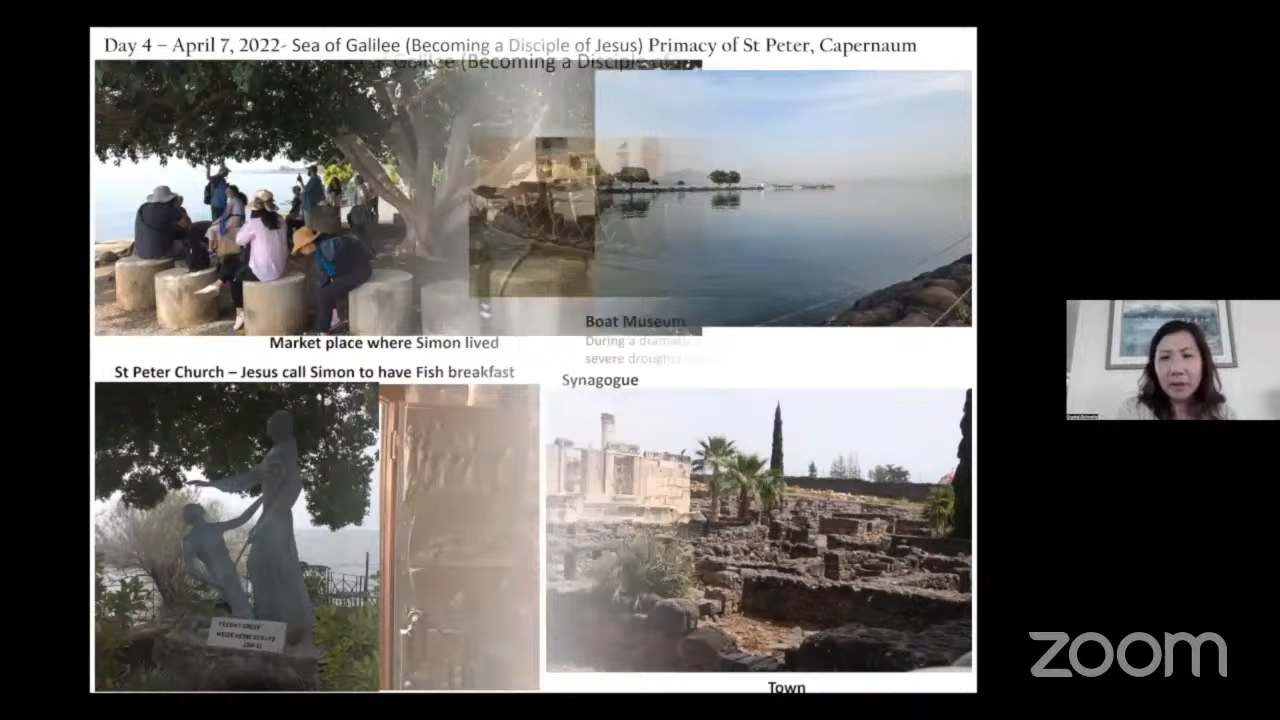 Day 4 – April 7, 2022- Sea of Galilee (Becoming a Disciple of Jesus) Primacy of St Peter, Capernaum
Galilee (Becoming a Disciple of
Market place where Simon lived
Boat Museum
During a dramatic
severe drought
St Peter Church – Jesus call Simon to have Fish breakfast
Synagogue
Town
zoom